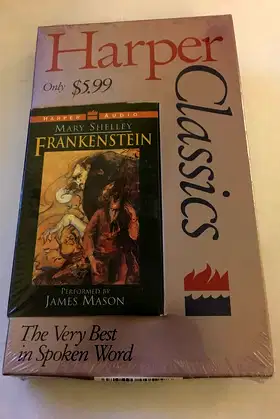 Harper
Classics
Only $5.99
HARPER AUDIO
MARY SHELLEY
FRANKENSTEIN
PERFORMED BY
JAMES MASON
The Very Best
in Spoken Word